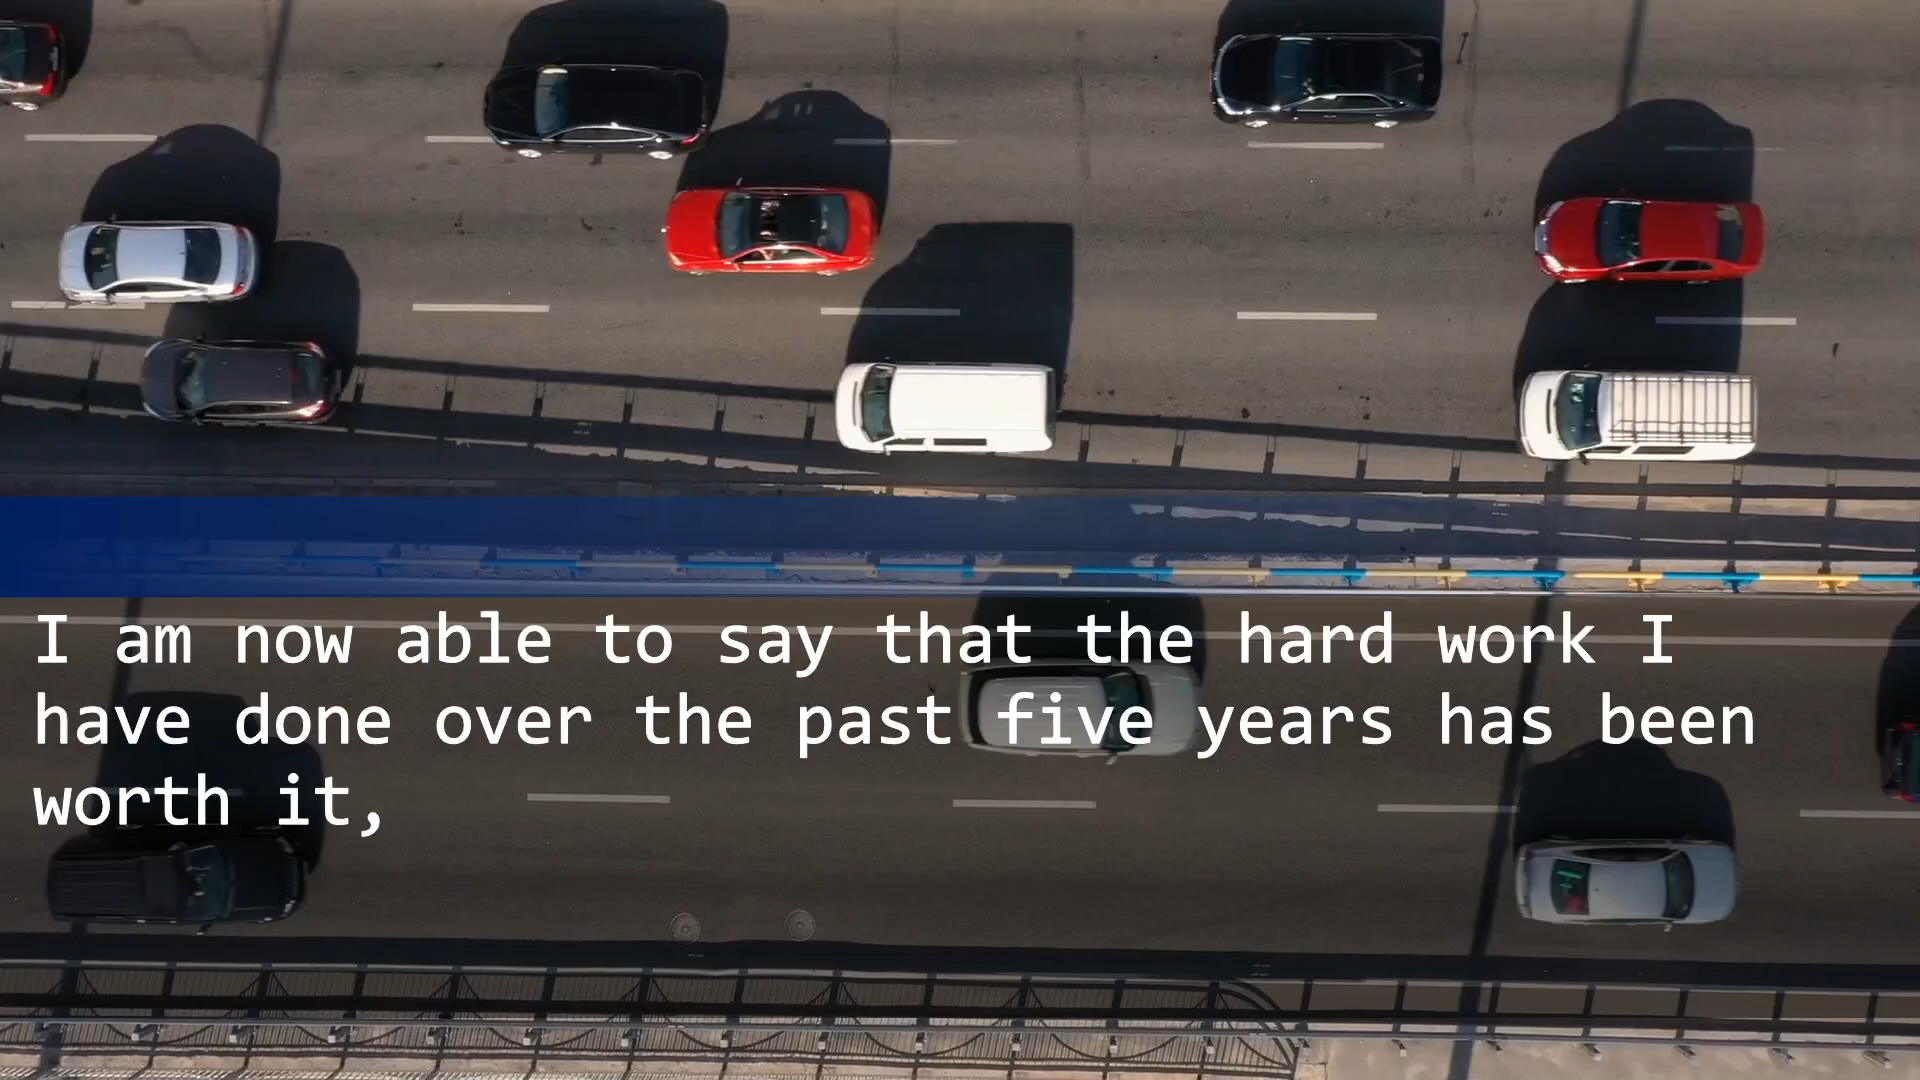 I am now able to say that the hard work I
have done over the past five years has been
worth it,